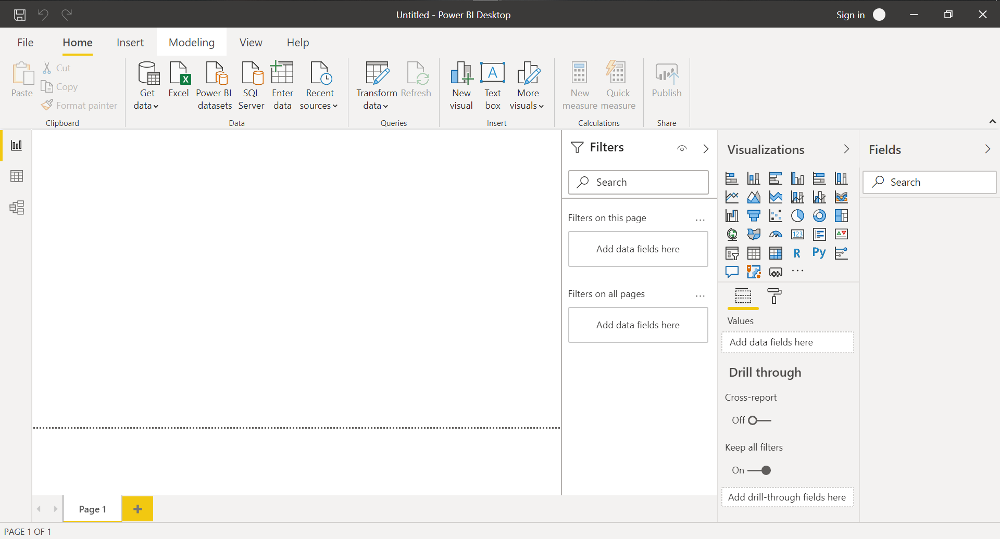 Untitled - Power BI Desktop
Sign in
File
Home
Insert
Modeling
View
Help
Paste
Cut
Copy
Format painter
Clipboard
Get
data
Excel
Power BI
datasets
SQL
Server
Enter
data
Recent
sources
Data
Transform
data
Refresh
Queries
New
visual
Text
box
More
visuals
Insert
New
measure
Quick
measure
Calculations
Publish
Share
Filters
Search
Filters on this page
...
Add data fields here
Filters on all pages
...
Add data fields here
Visualizations
123
R
Py
...
Values
Add data fields here
Drill through
Cross-report
Off
Keep all filters
On
Add drill-through fields here
Fields
Search
Page 1
PAGE 1 OF 1